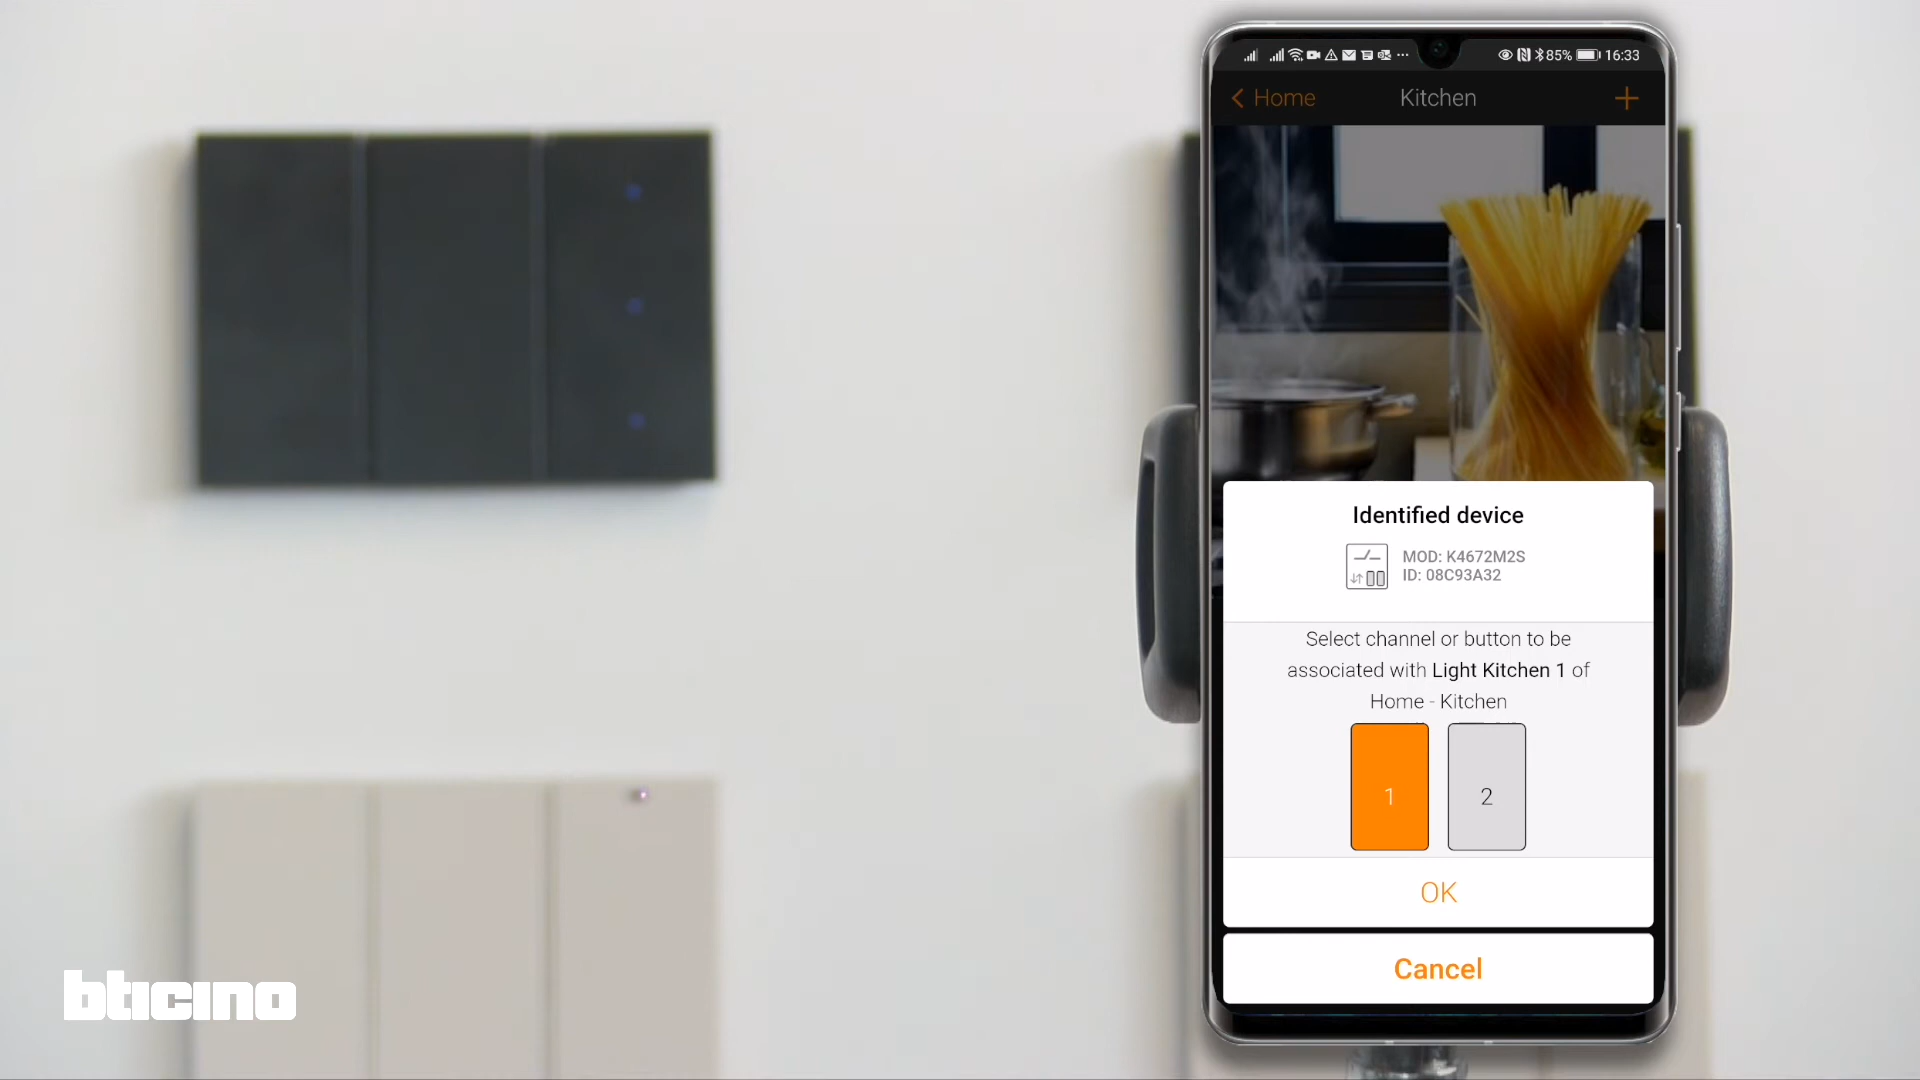 85% 16:33
Home Kitchen
Identified device
MOD: K4672M2S
ID: 08C93A32
Select channel or button to be
associated with Light Kitchen 1 of
Home - Kitchen
1 2
OK
Cancel
bticino